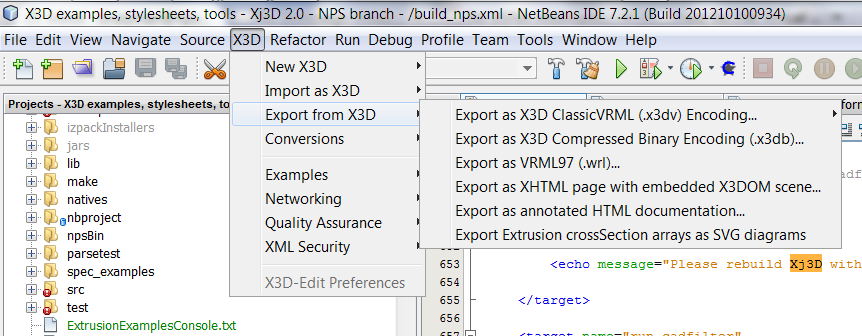 X3D examples, stylesheets, tools - Xj3D 2.0 - NPS branch - /build_nps.xml - NetBeans IDE 7.2.1 (Build 201210100934)
File Edit View Navigate Source X3D Refactor Run Debug Profile Team Tools Window Help
Projects - X3D examples, stylesheets, to
izpackInstallers
jars
lib
make
natives
nbproject
npsBin
parsetest
spec_examples
src
test
ExtrusionExamplesConsole.txt
New X3D
Import as X3D
Export from X3D
Conversions
Examples
Networking
Quality Assurance
XML Security
X3D-Edit Preferences
Export as X3D ClassicVRML (.x3dv) Encoding...
Export as X3D Compressed Binary Encoding (.x3db)...
Export as VRML97 (.wrl)...
Export as XHTML page with embedded X3DOM scene...
Export as annotated HTML documentation...
Export Extrusion crossSection arrays as SVG diagrams
653 <echo message="Please rebuild Xj3D with
654
655 </target>
656
657 <target name="run.cadfilter"